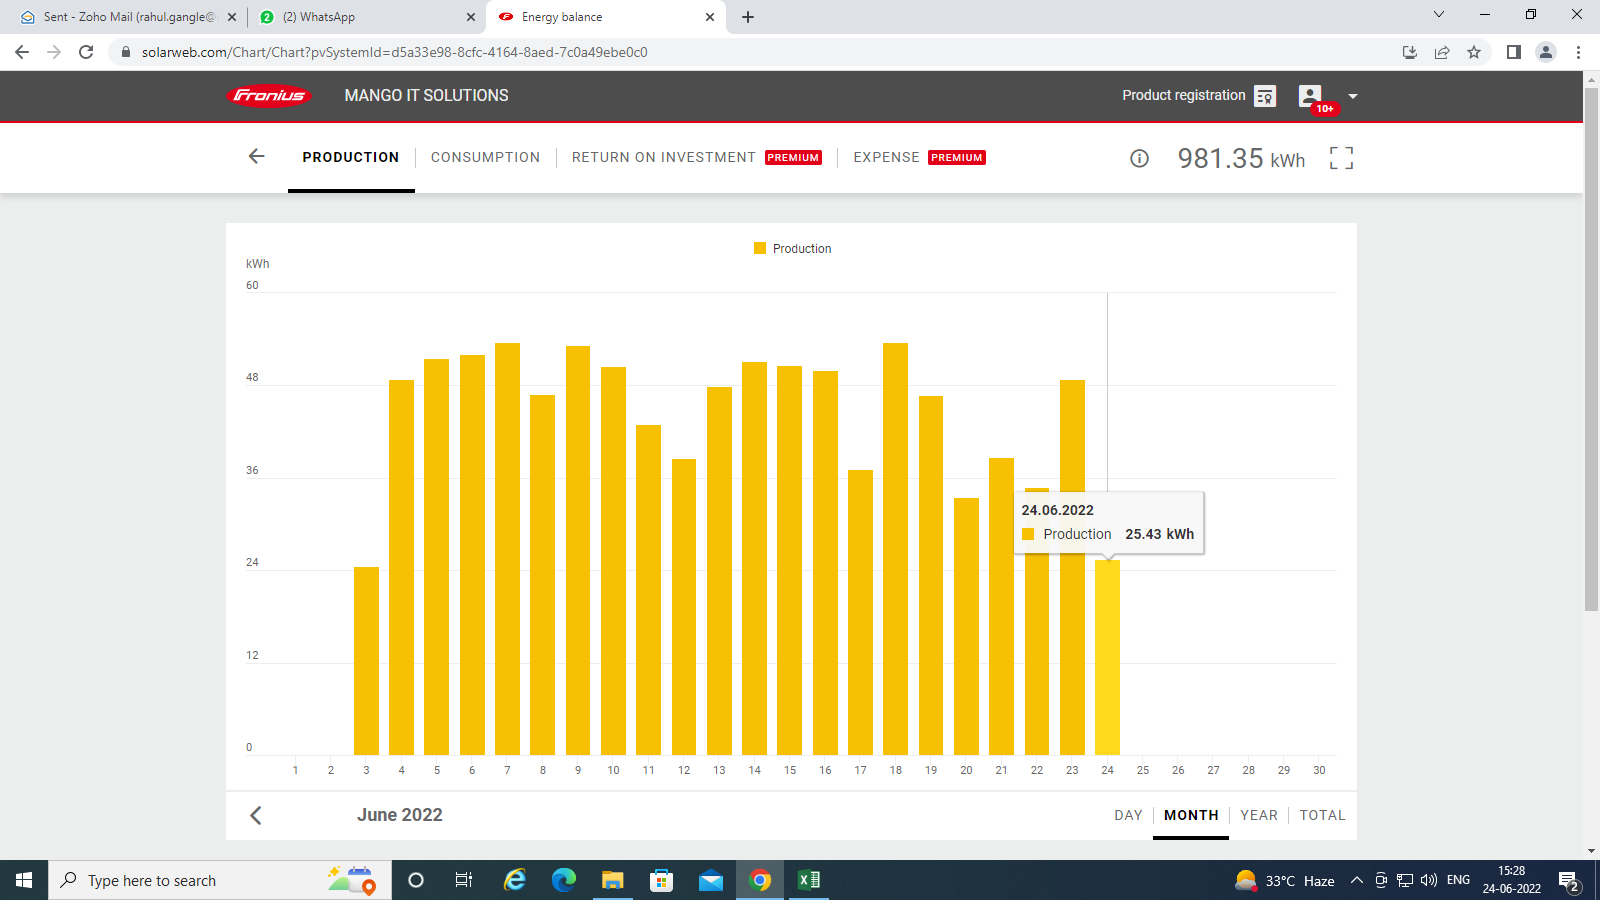 Sent - Zoho Mail (rahul.gangle@
(2) WhatsApp
Energy balance
solarweb.com/Chart/Chart?pvSystemId=d5a33e98-8cfc-4164-8aed-7c0a49ebe0c0
Fronius
MANGO IT SOLUTIONS
Product registration
10+
PRODUCTION
CONSUMPTION
RETURN ON INVESTMENT PREMIUM
EXPENSE PREMIUM
981.35 kWh
Production
kWh
60
48
36
24
12
0
24.06.2022
Production 25.43 kWh
1 2 3 4 5 6 7 8 9 10 11 12 13 14 15 16 17 18 19 20 21 22 23 24 25 26 27 28 29 30
June 2022
DAY MONTH YEAR TOTAL
Type here to search
33°C Haze
ENG
15:28
24-06-2022
2